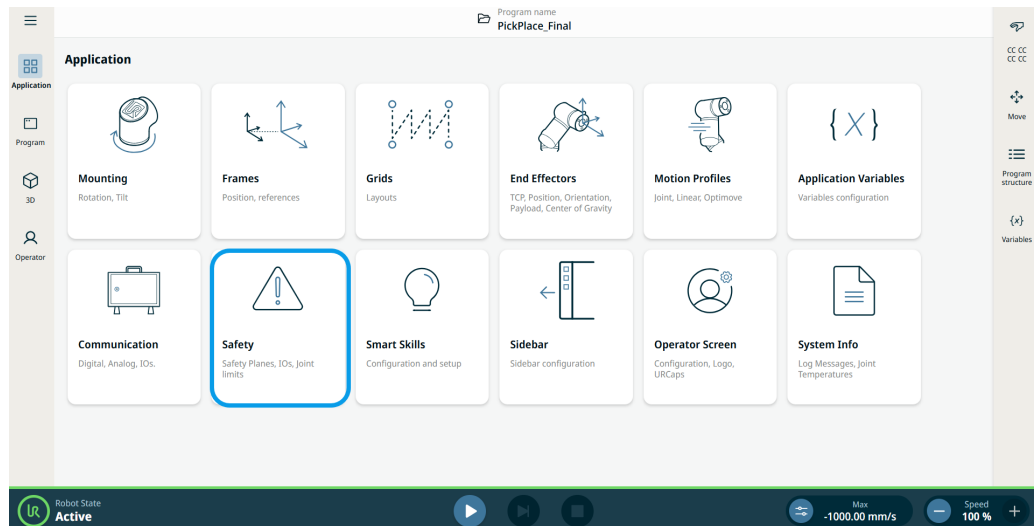 Program name
PickPlace_Final
Application
Application
Program
3D
Operator
Mounting
Rotation, Tilt
Frames
Position, references
Grids
Layouts
End Effectors
TCP, Position, Orientation,
Payload, Center of Gravity
Motion Profiles
Joint, Linear, Optimove
{X}
Application Variables
Variables configuration
Communication
Digital, Analog, IOs.
Safety
Safety Planes, IOs, Joint
limits
Smart Skills
Configuration and setup
Sidebar
Sidebar configuration
Operator Screen
Configuration, Logo,
URCaps
System Info
Log Messages, Joint
Temperatures
CC CC
CC CC
Move
Program
structure
{x}
Variables
UR
Robot State
Active
Max
-1000.00 mm/s
Speed
100 %